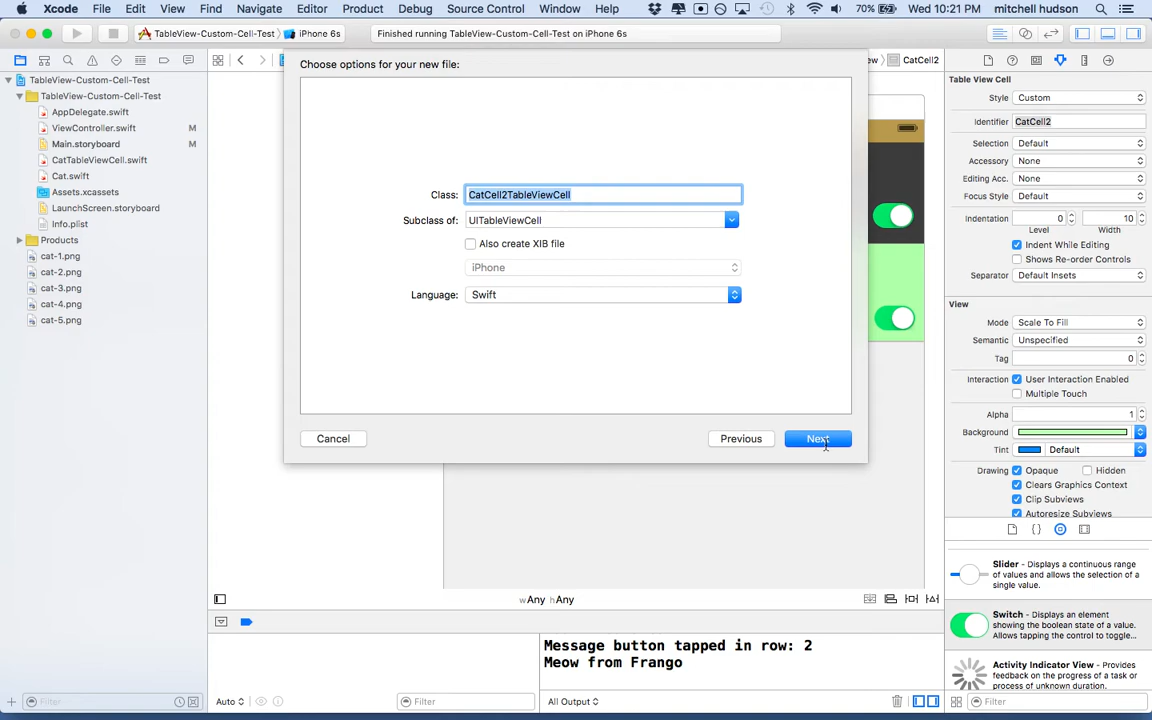 Xcode File Edit View Find Navigate Editor Product Debug Source Control Window Help 70% Wed 10:21 PM mitchell hudson
TableView-Custom-Cell-Test iPhone 6s Finished running TableView-Custom-Cell-Test on iPhone 6s
TableView-Custom-Cell-Test
TableView-Custom-Cell-Test
AppDelegate.swift
ViewController.swift M
Main.storyboard M
CatTableViewCell.swift
Cat.swift
Assets.xcassets
LaunchScreen.storyboard
Info.plist
Products
cat-1.png
cat-2.png
cat-3.png
cat-4.png
cat-5.png
Choose options for your new file:
Class: CatCell2TableViewCell
Subclass of: UITableViewCell
Also create XIB file
iPhone
Language: Swift
Cancel Previous Next
CatCell2
Table View Cell
Style Custom
Identifier CatCell2
Selection Default
Accessory None
Editing Acc. None
Focus Style Default
Indentation 0 10
Level Width
Indent While Editing
Shows Re-order Controls
Separator Default Insets
View
Mode Scale To Fill
Semantic Unspecified
Tag 0
Interaction User Interaction Enabled
Multiple Touch
Alpha 1
Background
Tint Default
Drawing Opaque Hidden
Clears Graphics Context
Clip Subviews
Autoresize Subviews
Slider - Displays a continuous range
of values and allows the selection of a
single value.
Switch - Displays an element
showing the boolean state of a value.
Allows tapping the control to toggle...
Activity Indicator View - Provides
feedback on the progress of a task or
process of unknown duration.
wAny hAny
Message button tapped in row: 2
Meow from Frango
Filter Auto Filter All Output Filter